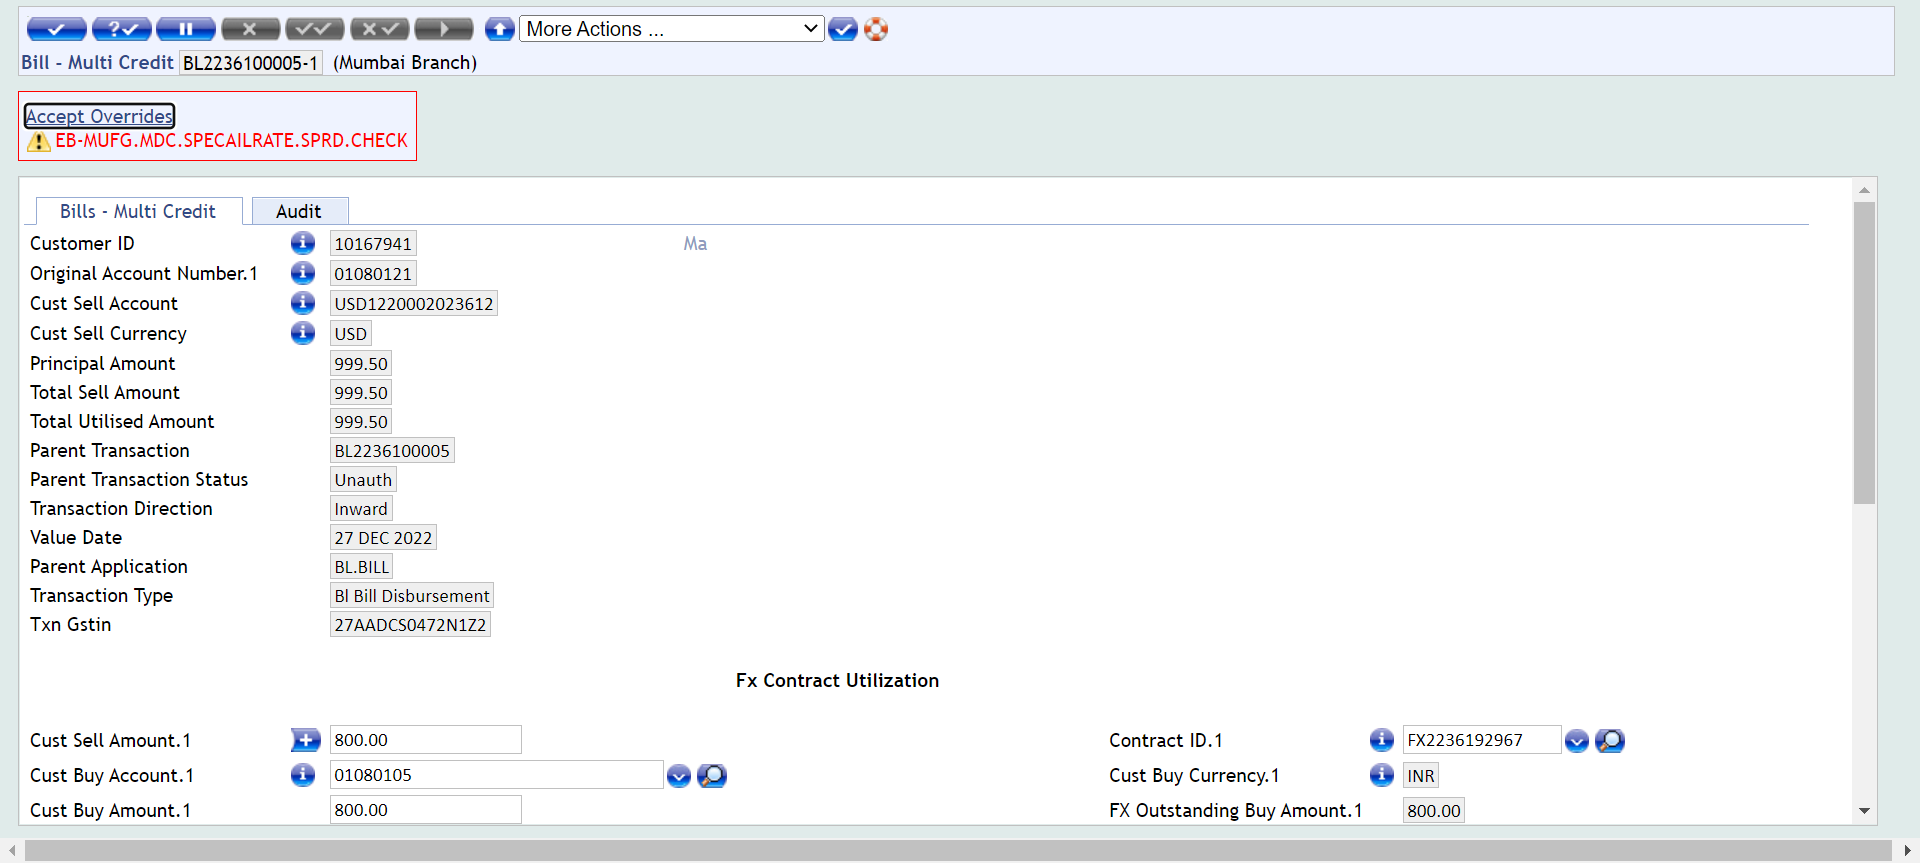 More Actions ...
Bill - Multi Credit BL2236100005-1 (Mumbai Branch)
Accept Overrides
EB-MUFG.MDC.SPECAILRATE.SPRD.CHECK
Bills - Multi Credit Audit
Customer ID 10167941 Ma
Original Account Number.1 01080121
Cust Sell Account USD1220002023612
Cust Sell Currency USD
Principal Amount 999.50
Total Sell Amount 999.50
Total Utilised Amount 999.50
Parent Transaction BL2236100005
Parent Transaction Status Unauth
Transaction Direction Inward
Value Date 27 DEC 2022
Parent Application BL.BILL
Transaction Type Bl Bill Disbursement
Txn Gstin 27AADCS0472N1Z2
Fx Contract Utilization
Cust Sell Amount.1 800.00 Contract ID.1 FX2236192967
Cust Buy Account.1 01080105 Cust Buy Currency.1 INR
Cust Buy Amount.1 800.00 FX Outstanding Buy Amount.1 800.00